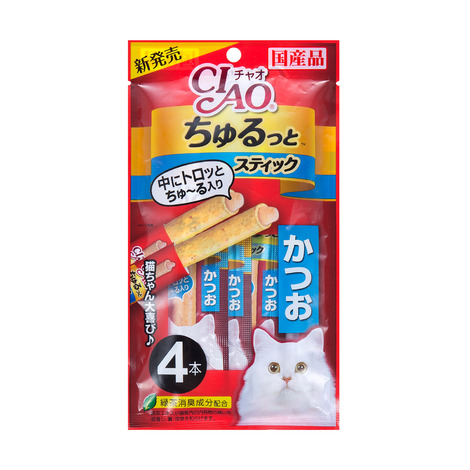 新発売
国産品
CIAO
チャオ
ちゅるっと
スティック
中にトロッと
ちゅ〜る入り
かつお
かつお
かつお
かつお
猫ちゃん大喜び♪
4本
緑茶消臭成分配合